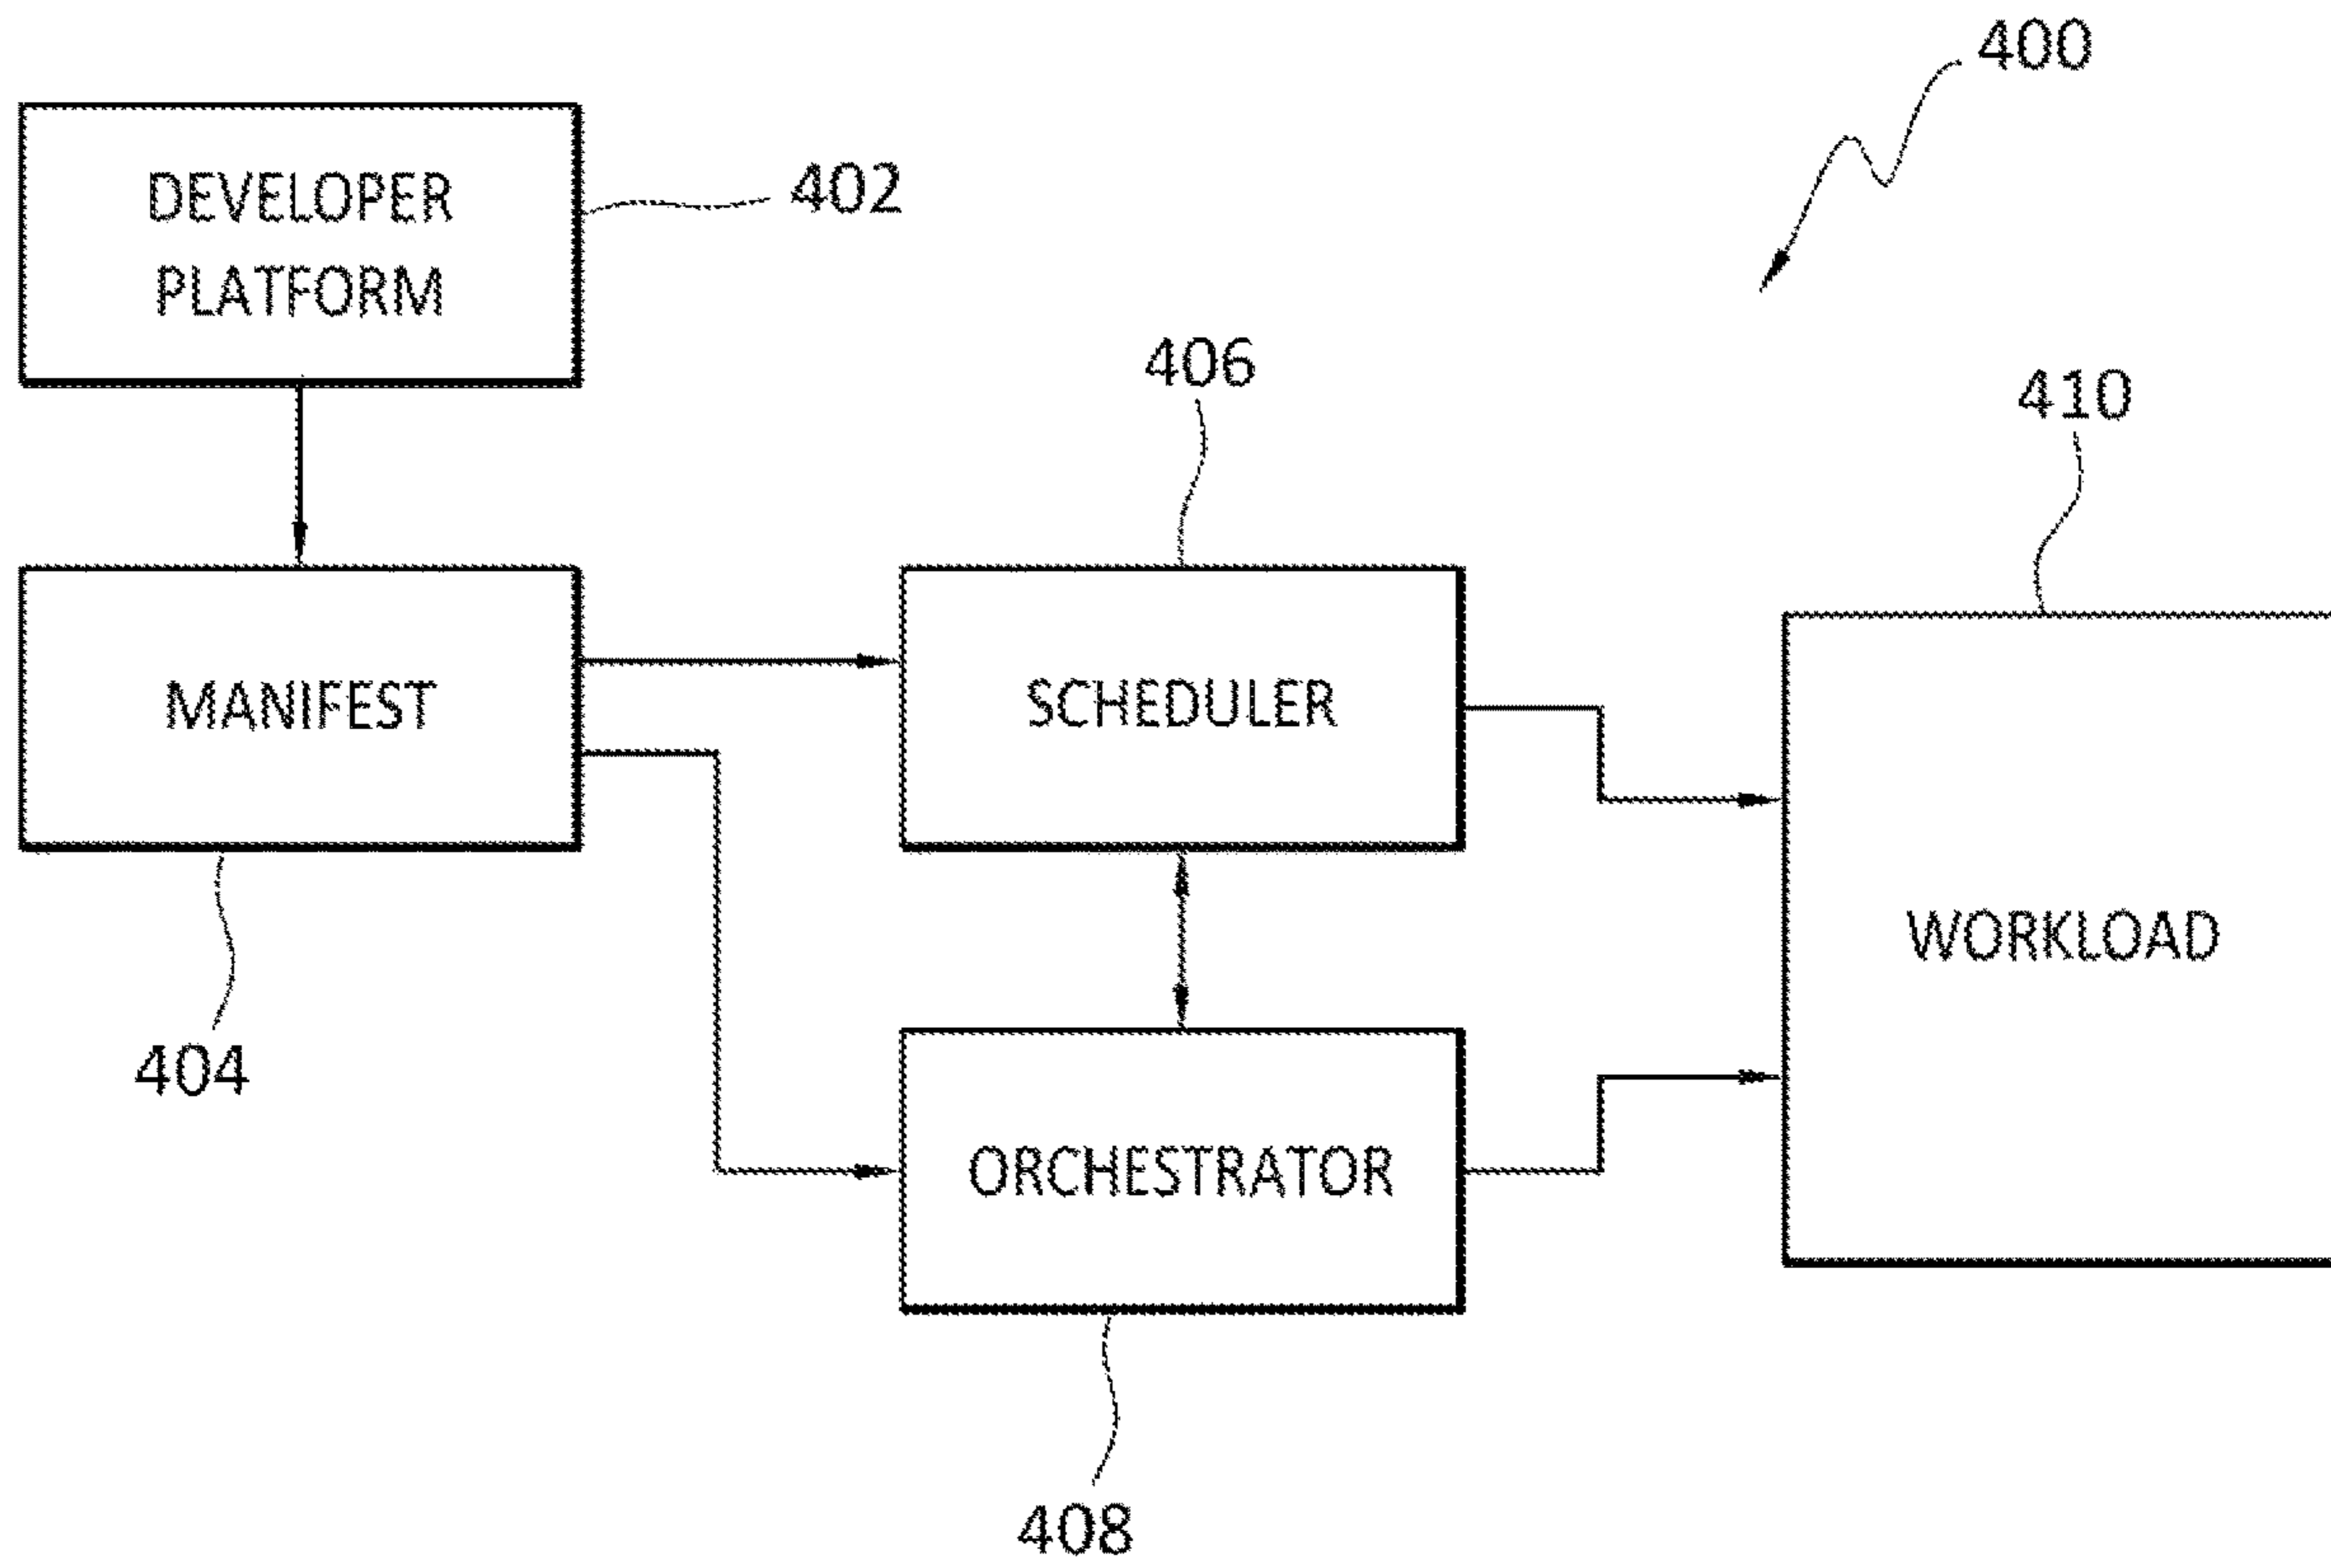 400
DEVELOPER
PLATFORM
402
406
410
MANIFEST
SCHEDULER
WORKLOAD
404
ORCHESTRATOR
408